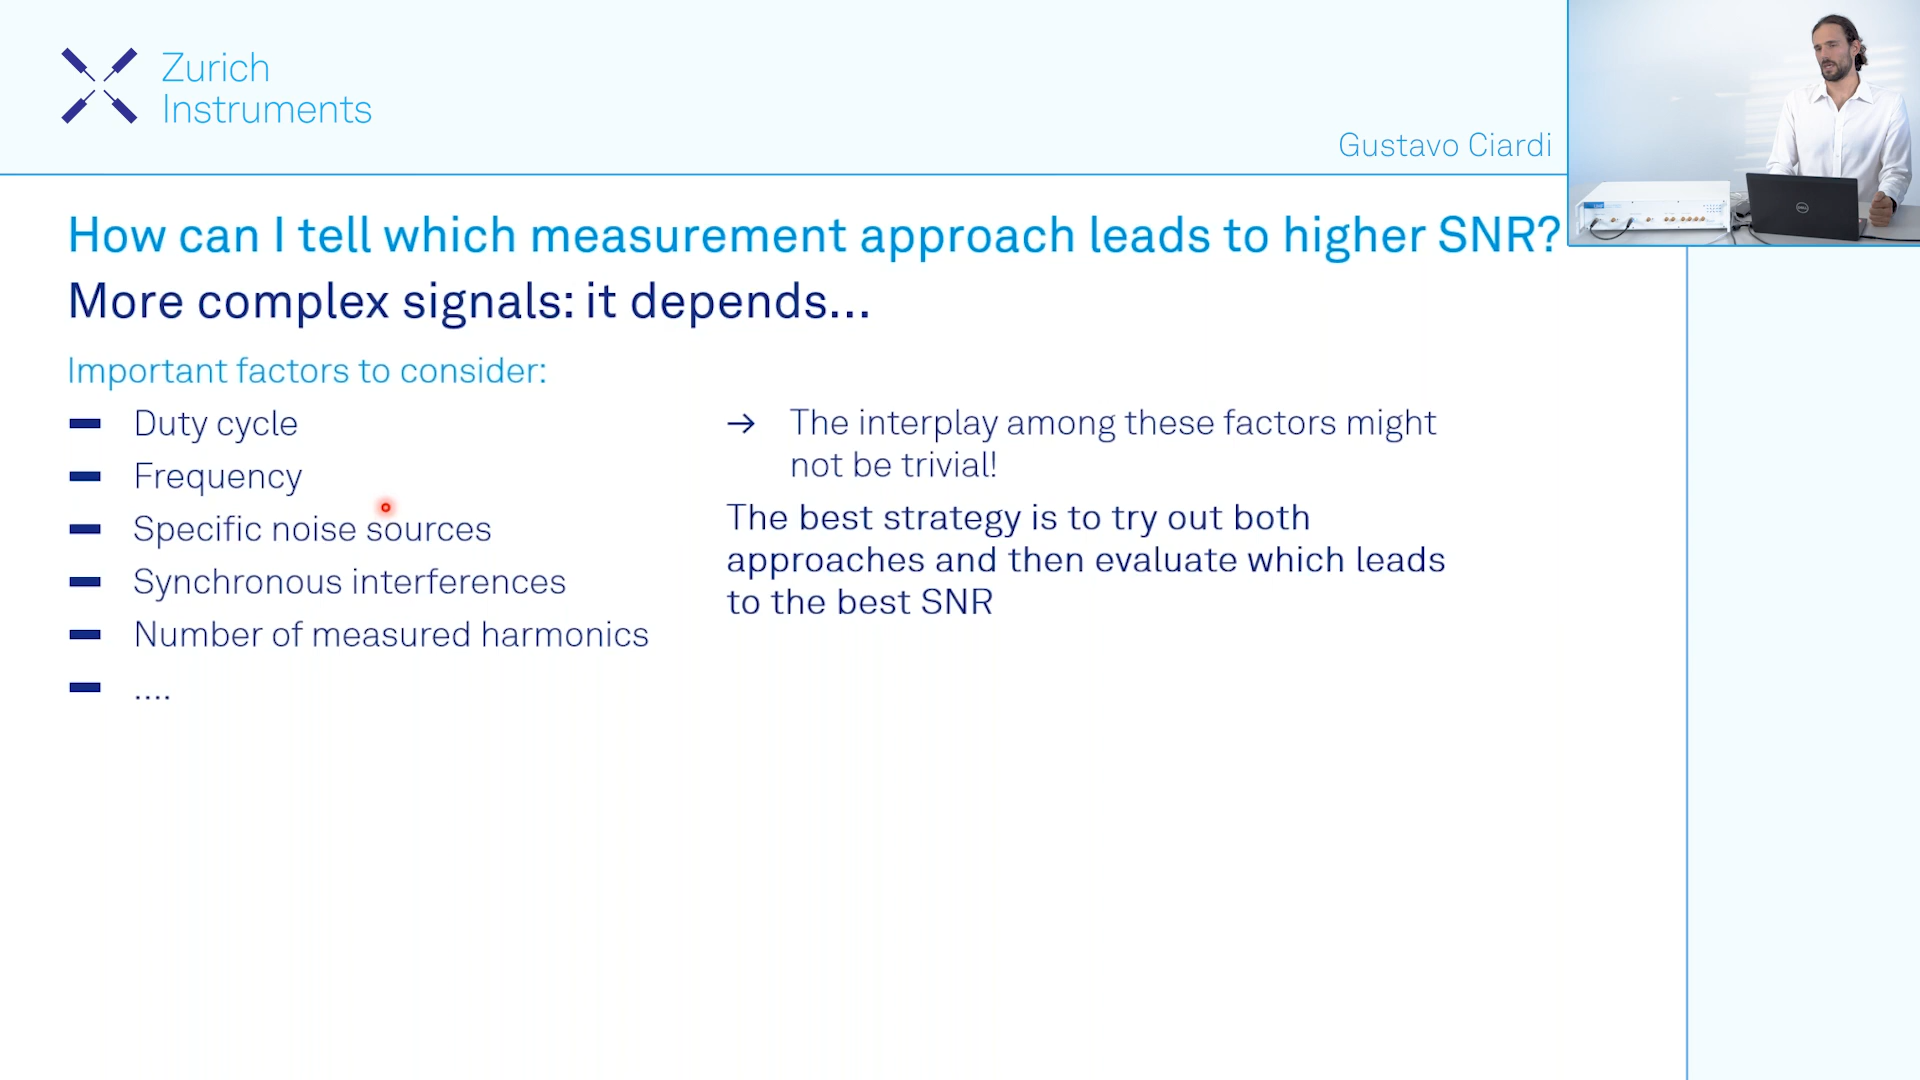 Zurich
Instruments
Gustavo Ciardi
How can I tell which measurement approach leads to higher SNR?
More complex signals: it depends...
Important factors to consider:
Duty cycle
Frequency
Specific noise sources
Synchronous interferences
Number of measured harmonics
....
→ The interplay among these factors might
not be trivial!
The best strategy is to try out both
approaches and then evaluate which leads
to the best SNR